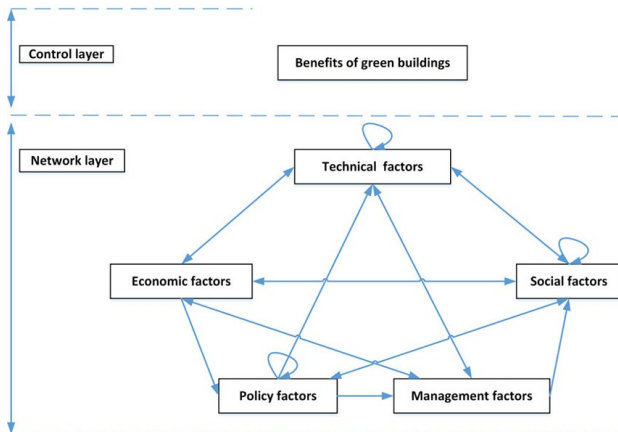 Control layer
Benefits of green buildings
Network layer
Technical factors
Economic factors
Social factors
Policy factors
Management factors